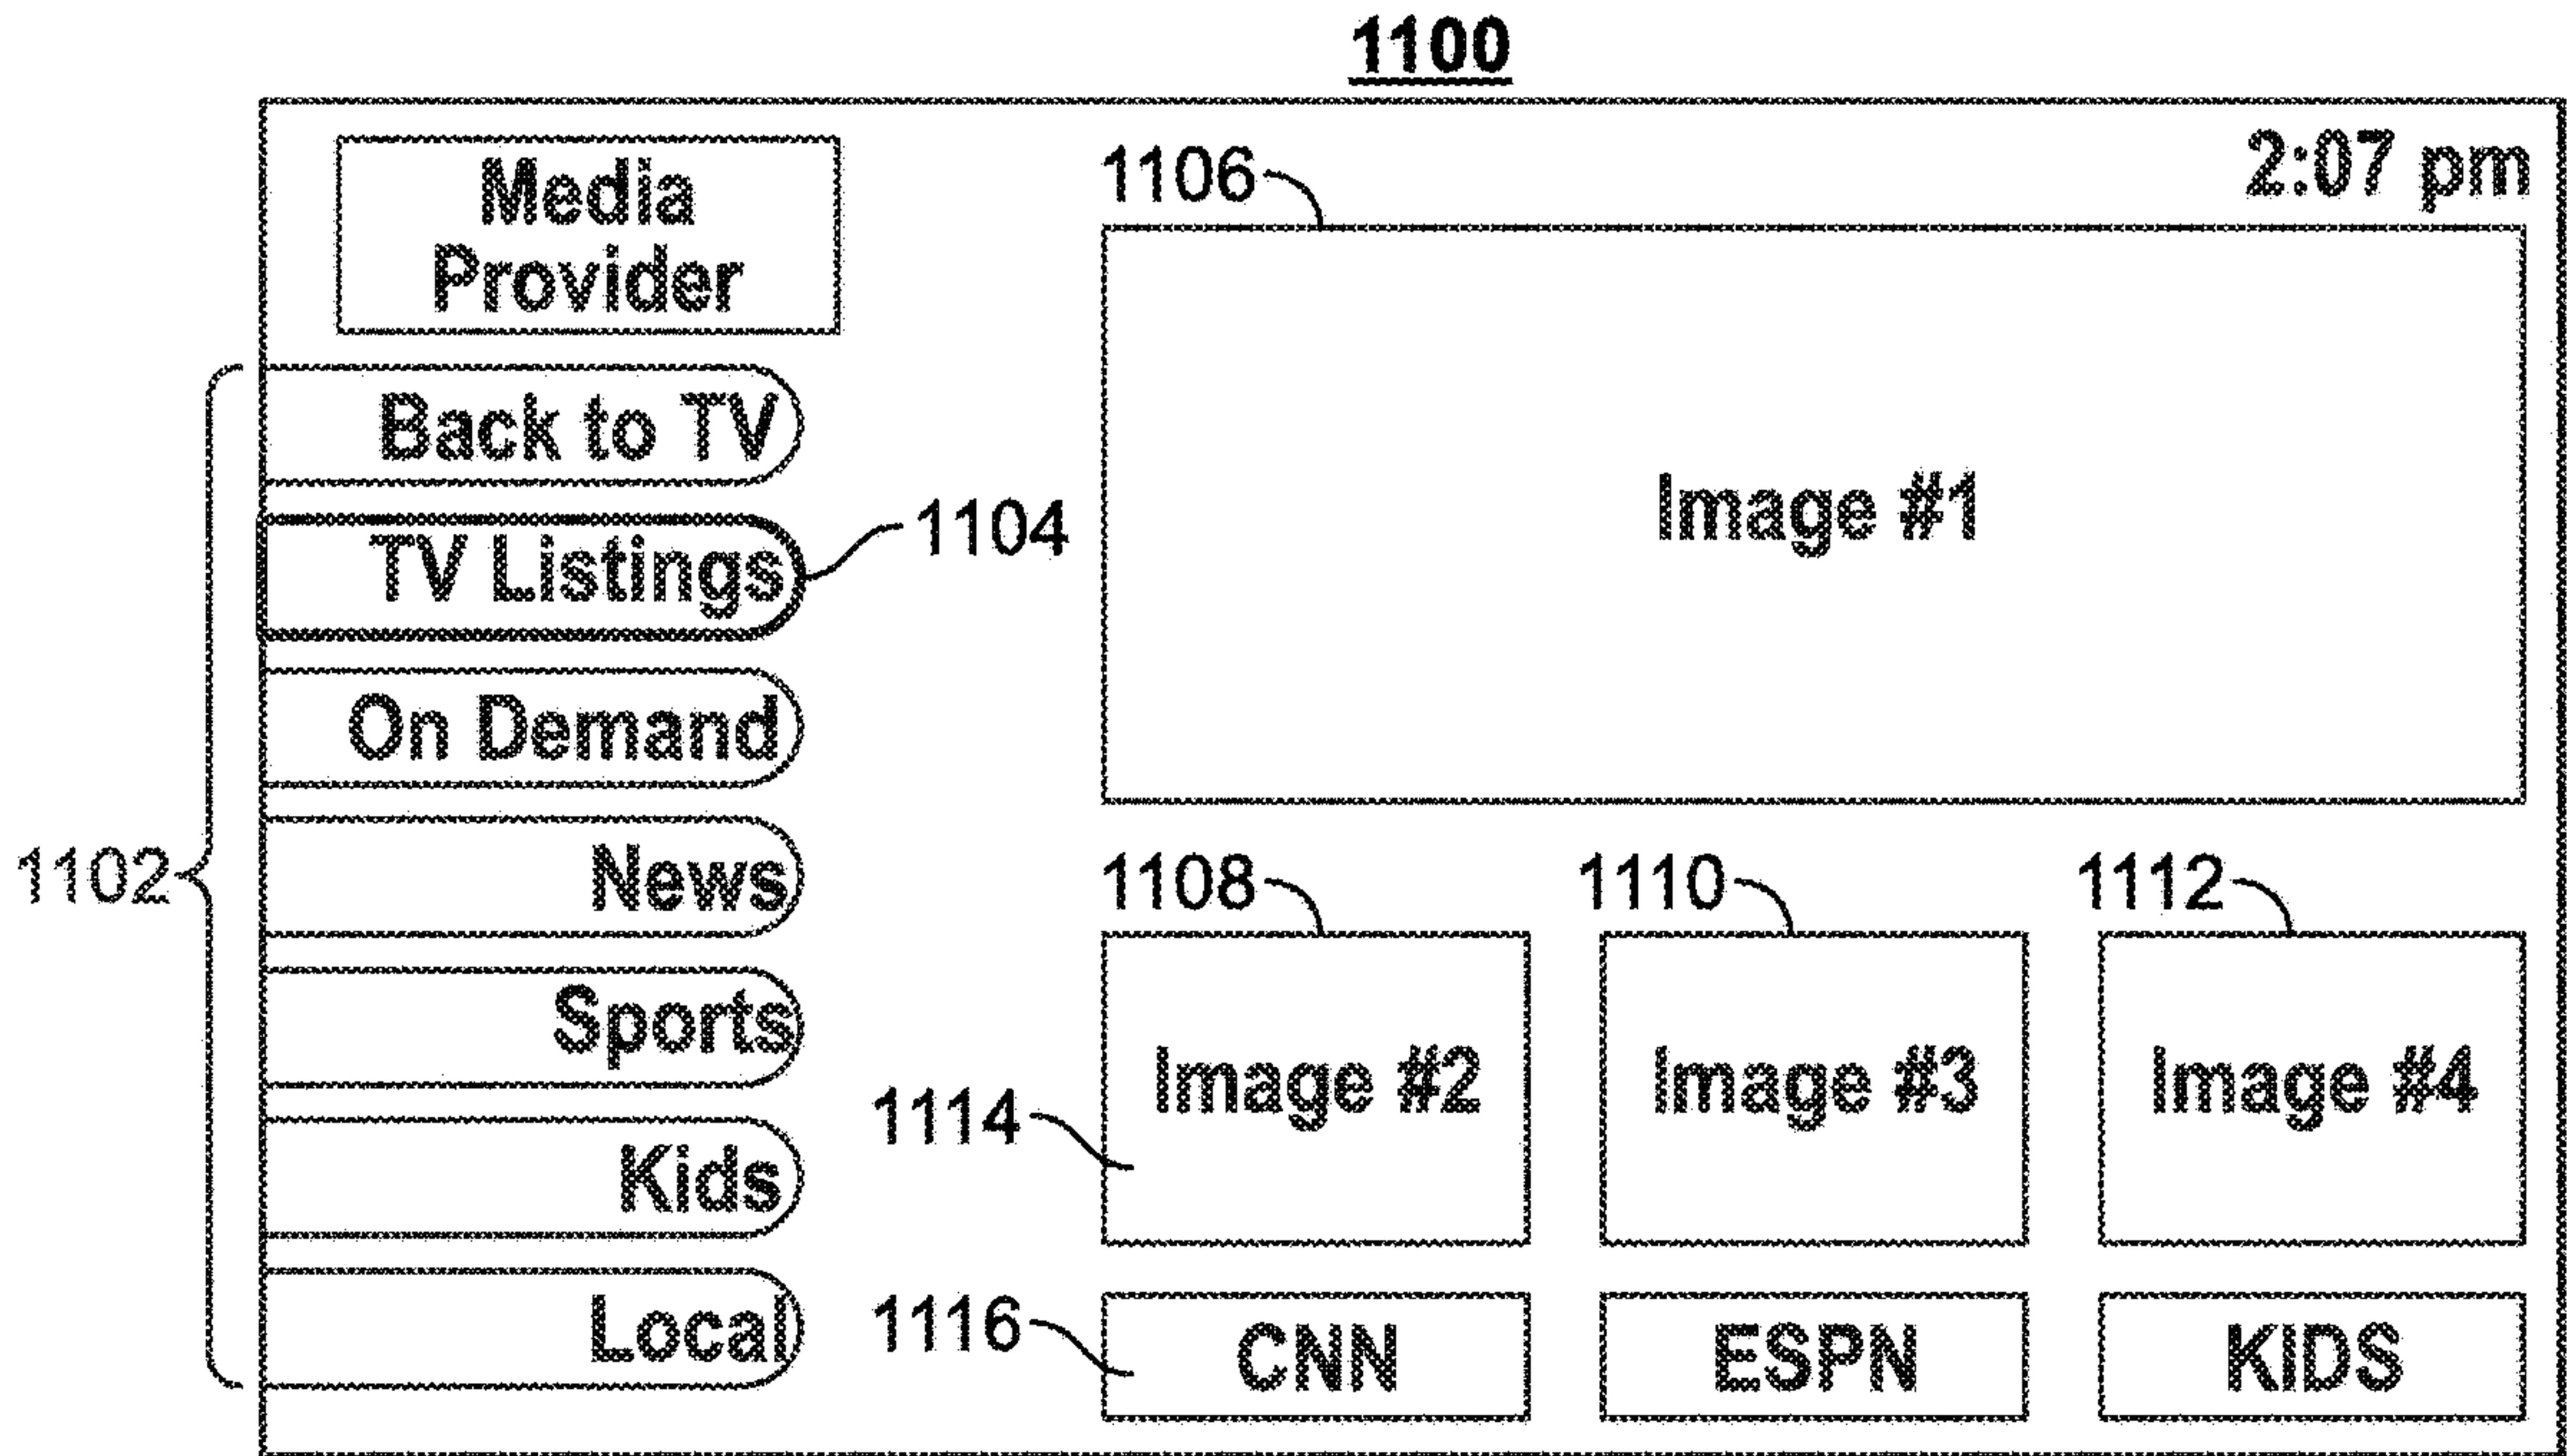 1100
Media
Provider
2:07 pm
1106
Back to TV
TV Listings
1104
Image #1
On Demand
News
1102
Sports
Kids
Local
1108
1110
1112
Image #2
Image #3
Image #4
1114
1116
CNN
ESPN
KIDS